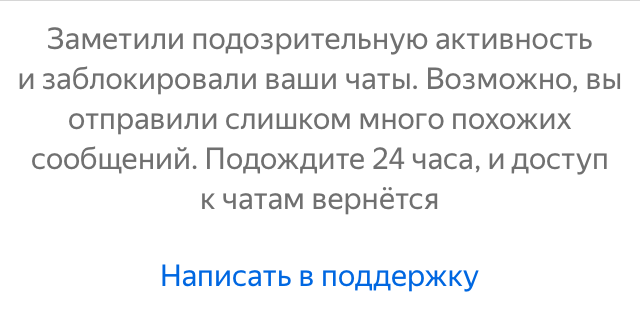 Заметили подозрительную активность
и заблокировали ваши чаты. Возможно, вы
отправили слишком много похожих
сообщений. Подождите 24 часа, и доступ
к чатам вернётся
Написать в поддержку